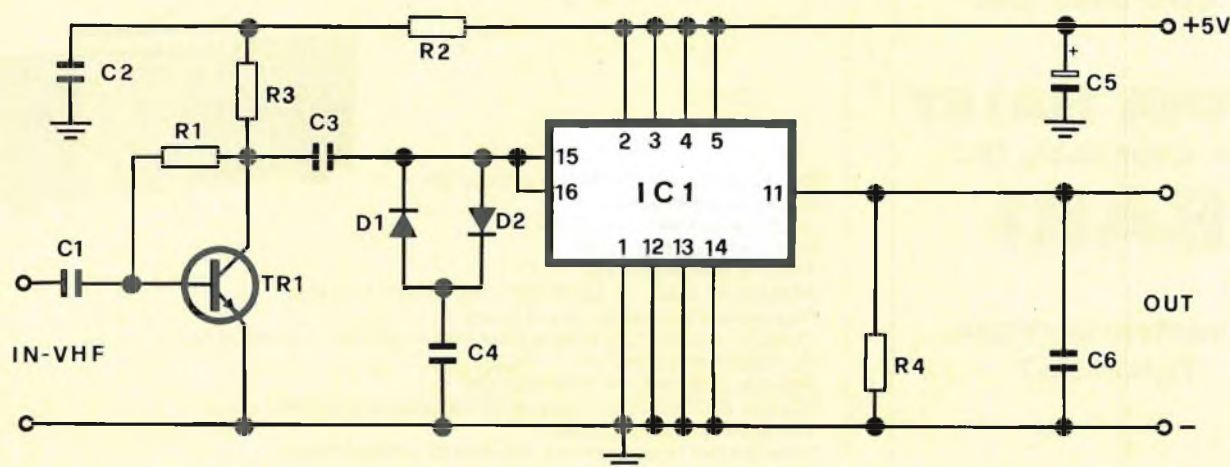 +5V
R2
C2
R3
+
C5
R1
C3
2 3 4 5
15
16
IC1
11
D1
D2
C1
TR1
1 12 13 14
OUT
IN-VHF
C4
R4
C6
-